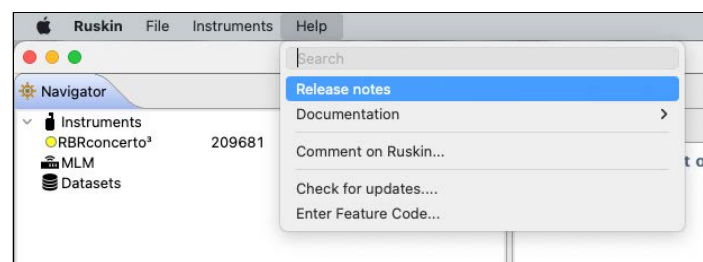 Ruskin File Instruments Help
Search
Navigator
Release notes
Instruments
Documentation
RBRconcerto³ 209681
MLM
Comment on Ruskin...
Datasets
Check for updates....
Enter Feature Code...